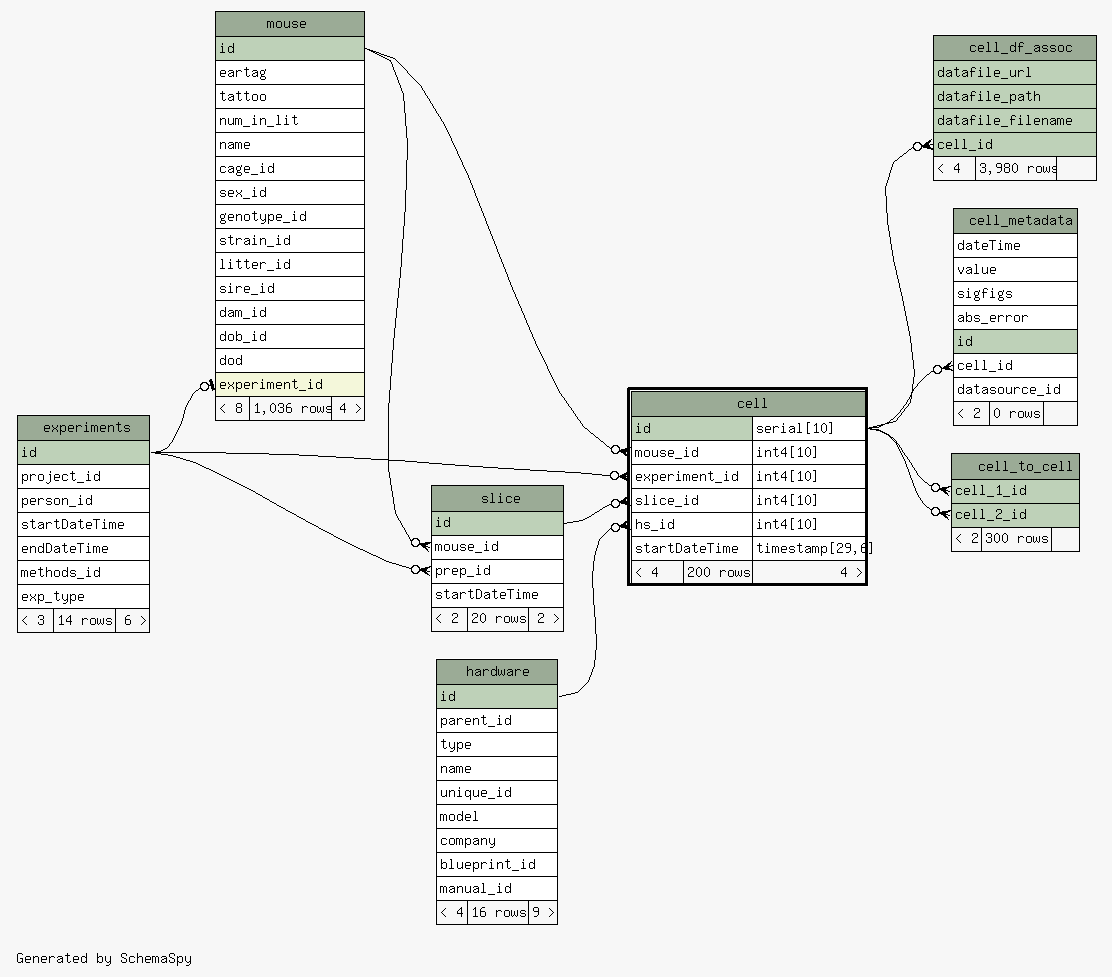 mouse
id
eartag
tattoo
num_in_lit
name
cage_id
sex_id
genotype_id
strain_id
litter_id
sire_id
dam_id
dob_id
dod
experiment_id
< 8 1,036 rows 4 >
experiments
id
project_id
person_id
startDateTime
endDateTime
methods_id
exp_type
< 3 14 rows 6 >
slice
id
mouse_id
prep_id
startDateTime
< 2 20 rows 2 >
hardware
id
parent_id
type
name
unique_id
model
company
blueprint_id
manual_id
< 4 16 rows 9 >
cell
id serial[10]
mouse_id int4[10]
experiment_id int4[10]
slice_id int4[10]
hs_id int4[10]
startDateTime timestamp[29,6]
< 4 200 rows 4 >
cell_df_assoc
datafile_url
datafile_path
datafile_filename
cell_id
< 4 3,980 rows
cell_metadata
dateTime
value
sigfigs
abs_error
id
cell_id
datasource_id
< 2 0 rows
cell_to_cell
cell_1_id
cell_2_id
< 2 300 rows
Generated by SchemaSpy